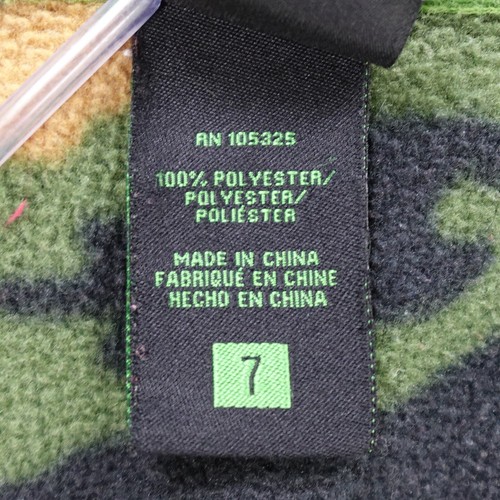 RN 105325
100% POLYESTER/
POLYESTER/
POLIÉSTER
MADE IN CHINA
FABRIQUÉ EN CHINE
HECHO EN CHINA
7